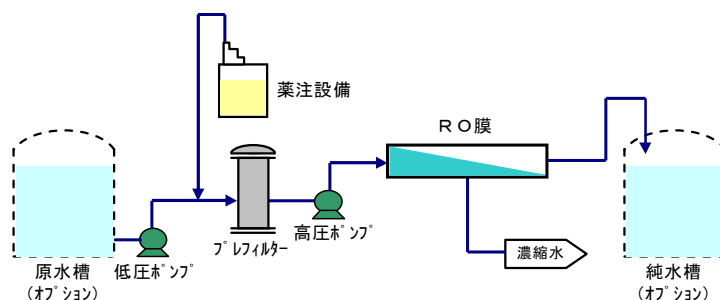 薬注設備
RO膜
高圧ﾎﾟﾝﾌﾟ
ﾌﾟﾚﾌｨﾙﾀｰ
濃縮水
原水槽
(ｵﾌﾟｼｮﾝ)
低圧ﾎﾟﾝﾌﾟ
純水槽
(ｵﾌﾟｼｮﾝ)